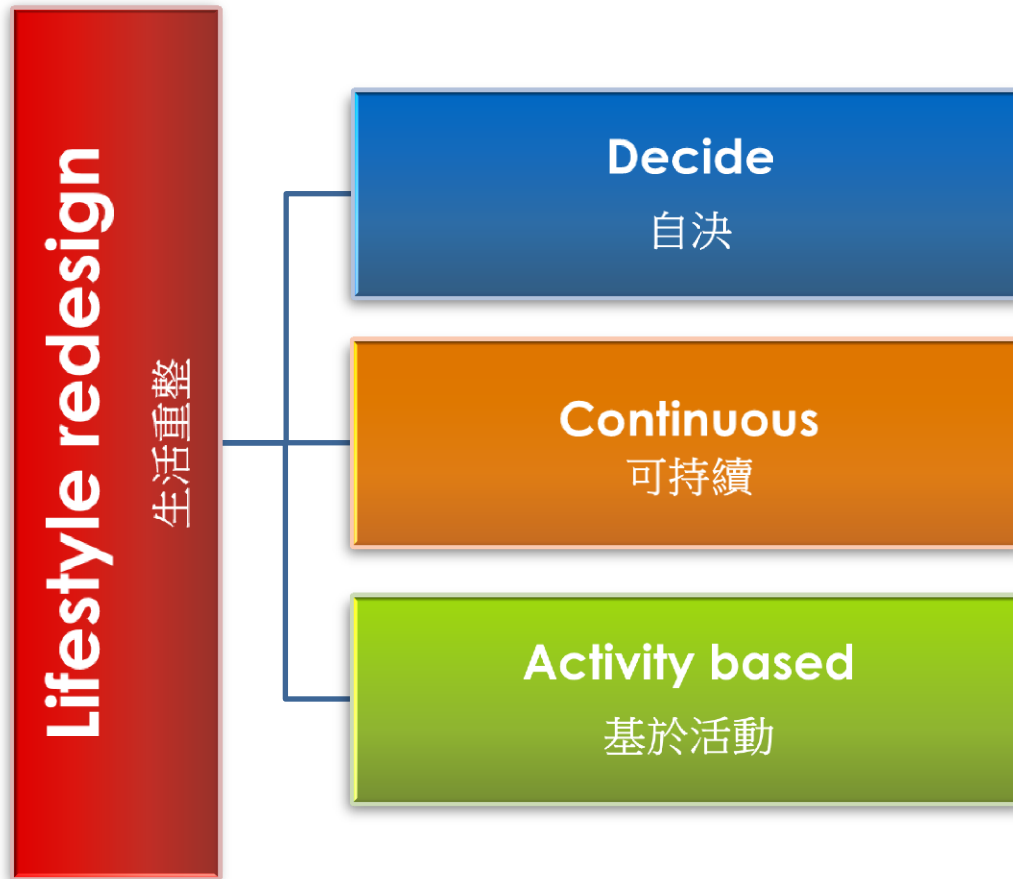 Lifestyle redesign
生活重整
Decide
自決
Continuous
可持續
Activity based
基於活動